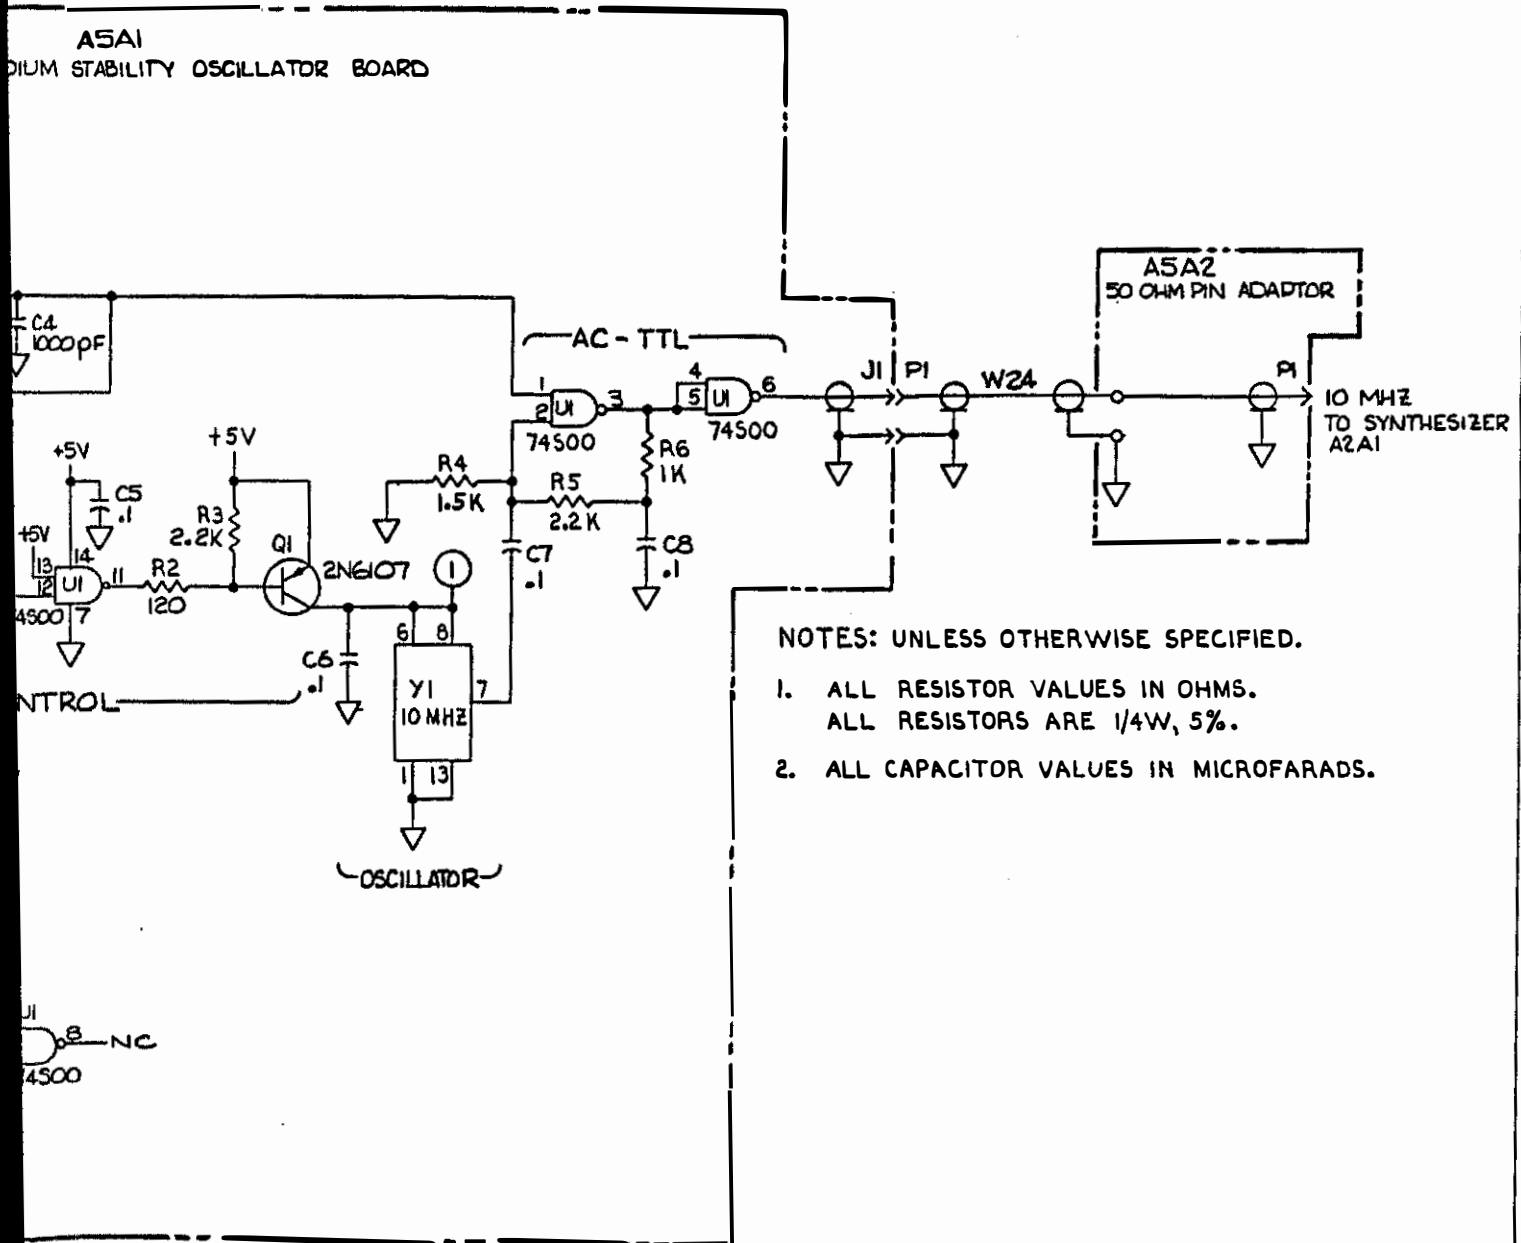 A5A1
DIUM STABILITY OSCILLATOR BOARD
A5A2
50 OHM PIN ADAPTOR
C4
1000pF
AC-TTL
1
2
U1
3
74S00
4
5
U1
6
74S00
J1 P1
W24
P1
10 MHZ
TO SYNTHESIZER
A2A1
+5V
C5
.1
+5V
13
12
14
U1
11
4S00
7
R2
120
+5V
R3
2.2K
Q1
2N6107
1
R4
1.5K
R5
2.2K
R6
1K
C7
.1
C8
.1
C6
.1
6
8
Y1
10 MHZ
7
1
13
NTROL
OSCILLATOR
NOTES: UNLESS OTHERWISE SPECIFIED.
1. ALL RESISTOR VALUES IN OHMS.
ALL RESISTORS ARE 1/4W, 5%.
2. ALL CAPACITOR VALUES IN MICROFARADS.
U1
8
NC
4S00